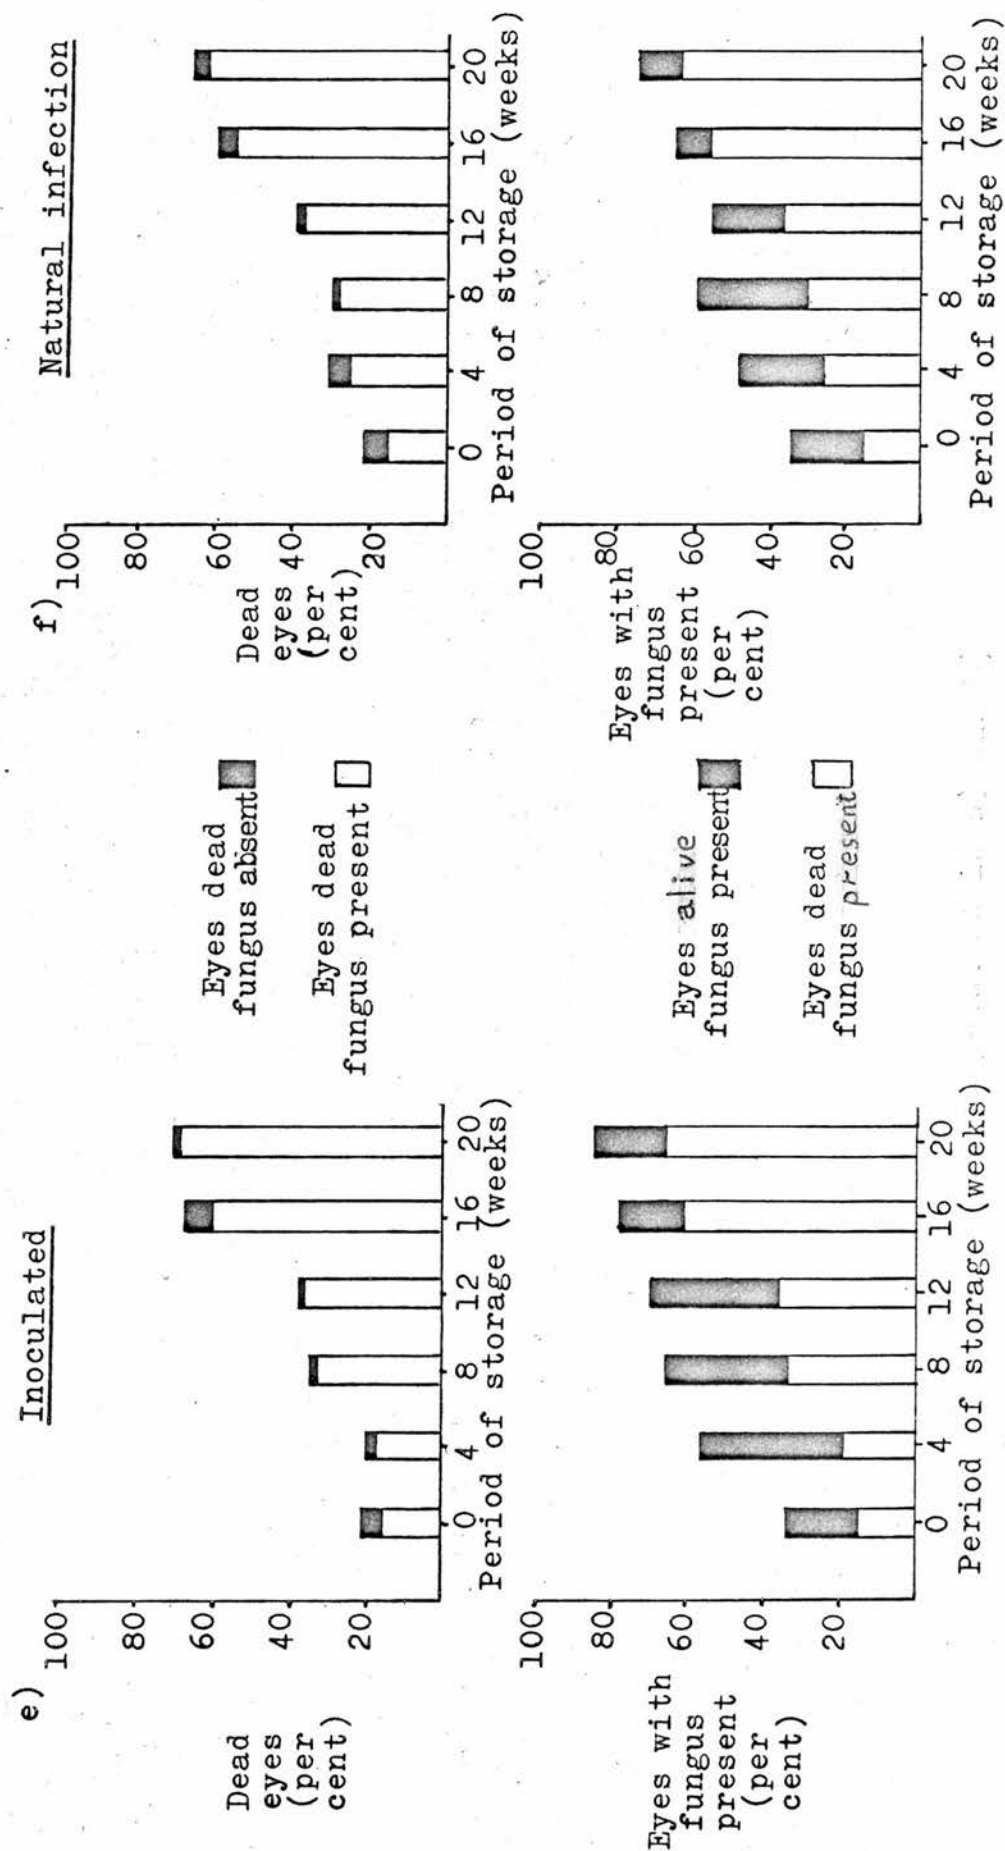 e)
Inoculated
100
80
60
40
20
Dead
eyes
(per
cent)
0 4 8 12 16 20
Period of storage (weeks)
100
80
60
40
20
Eyes with
fungus
present
(per
cent)
0 4 8 12 16 20
Period of storage (weeks)
Eyes dead
fungus absent
Eyes dead
fungus present
Eyes alive
fungus present
Eyes dead
fungus present
f)
Natural infection
100
80
60
40
20
Dead
eyes
(per
cent)
0 4 8 12 16 20
Period of storage (weeks)
100
80
60
40
20
Eyes with
fungus
present
(per
cent)
0 4 8 12 16 20
Period of storage (weeks)